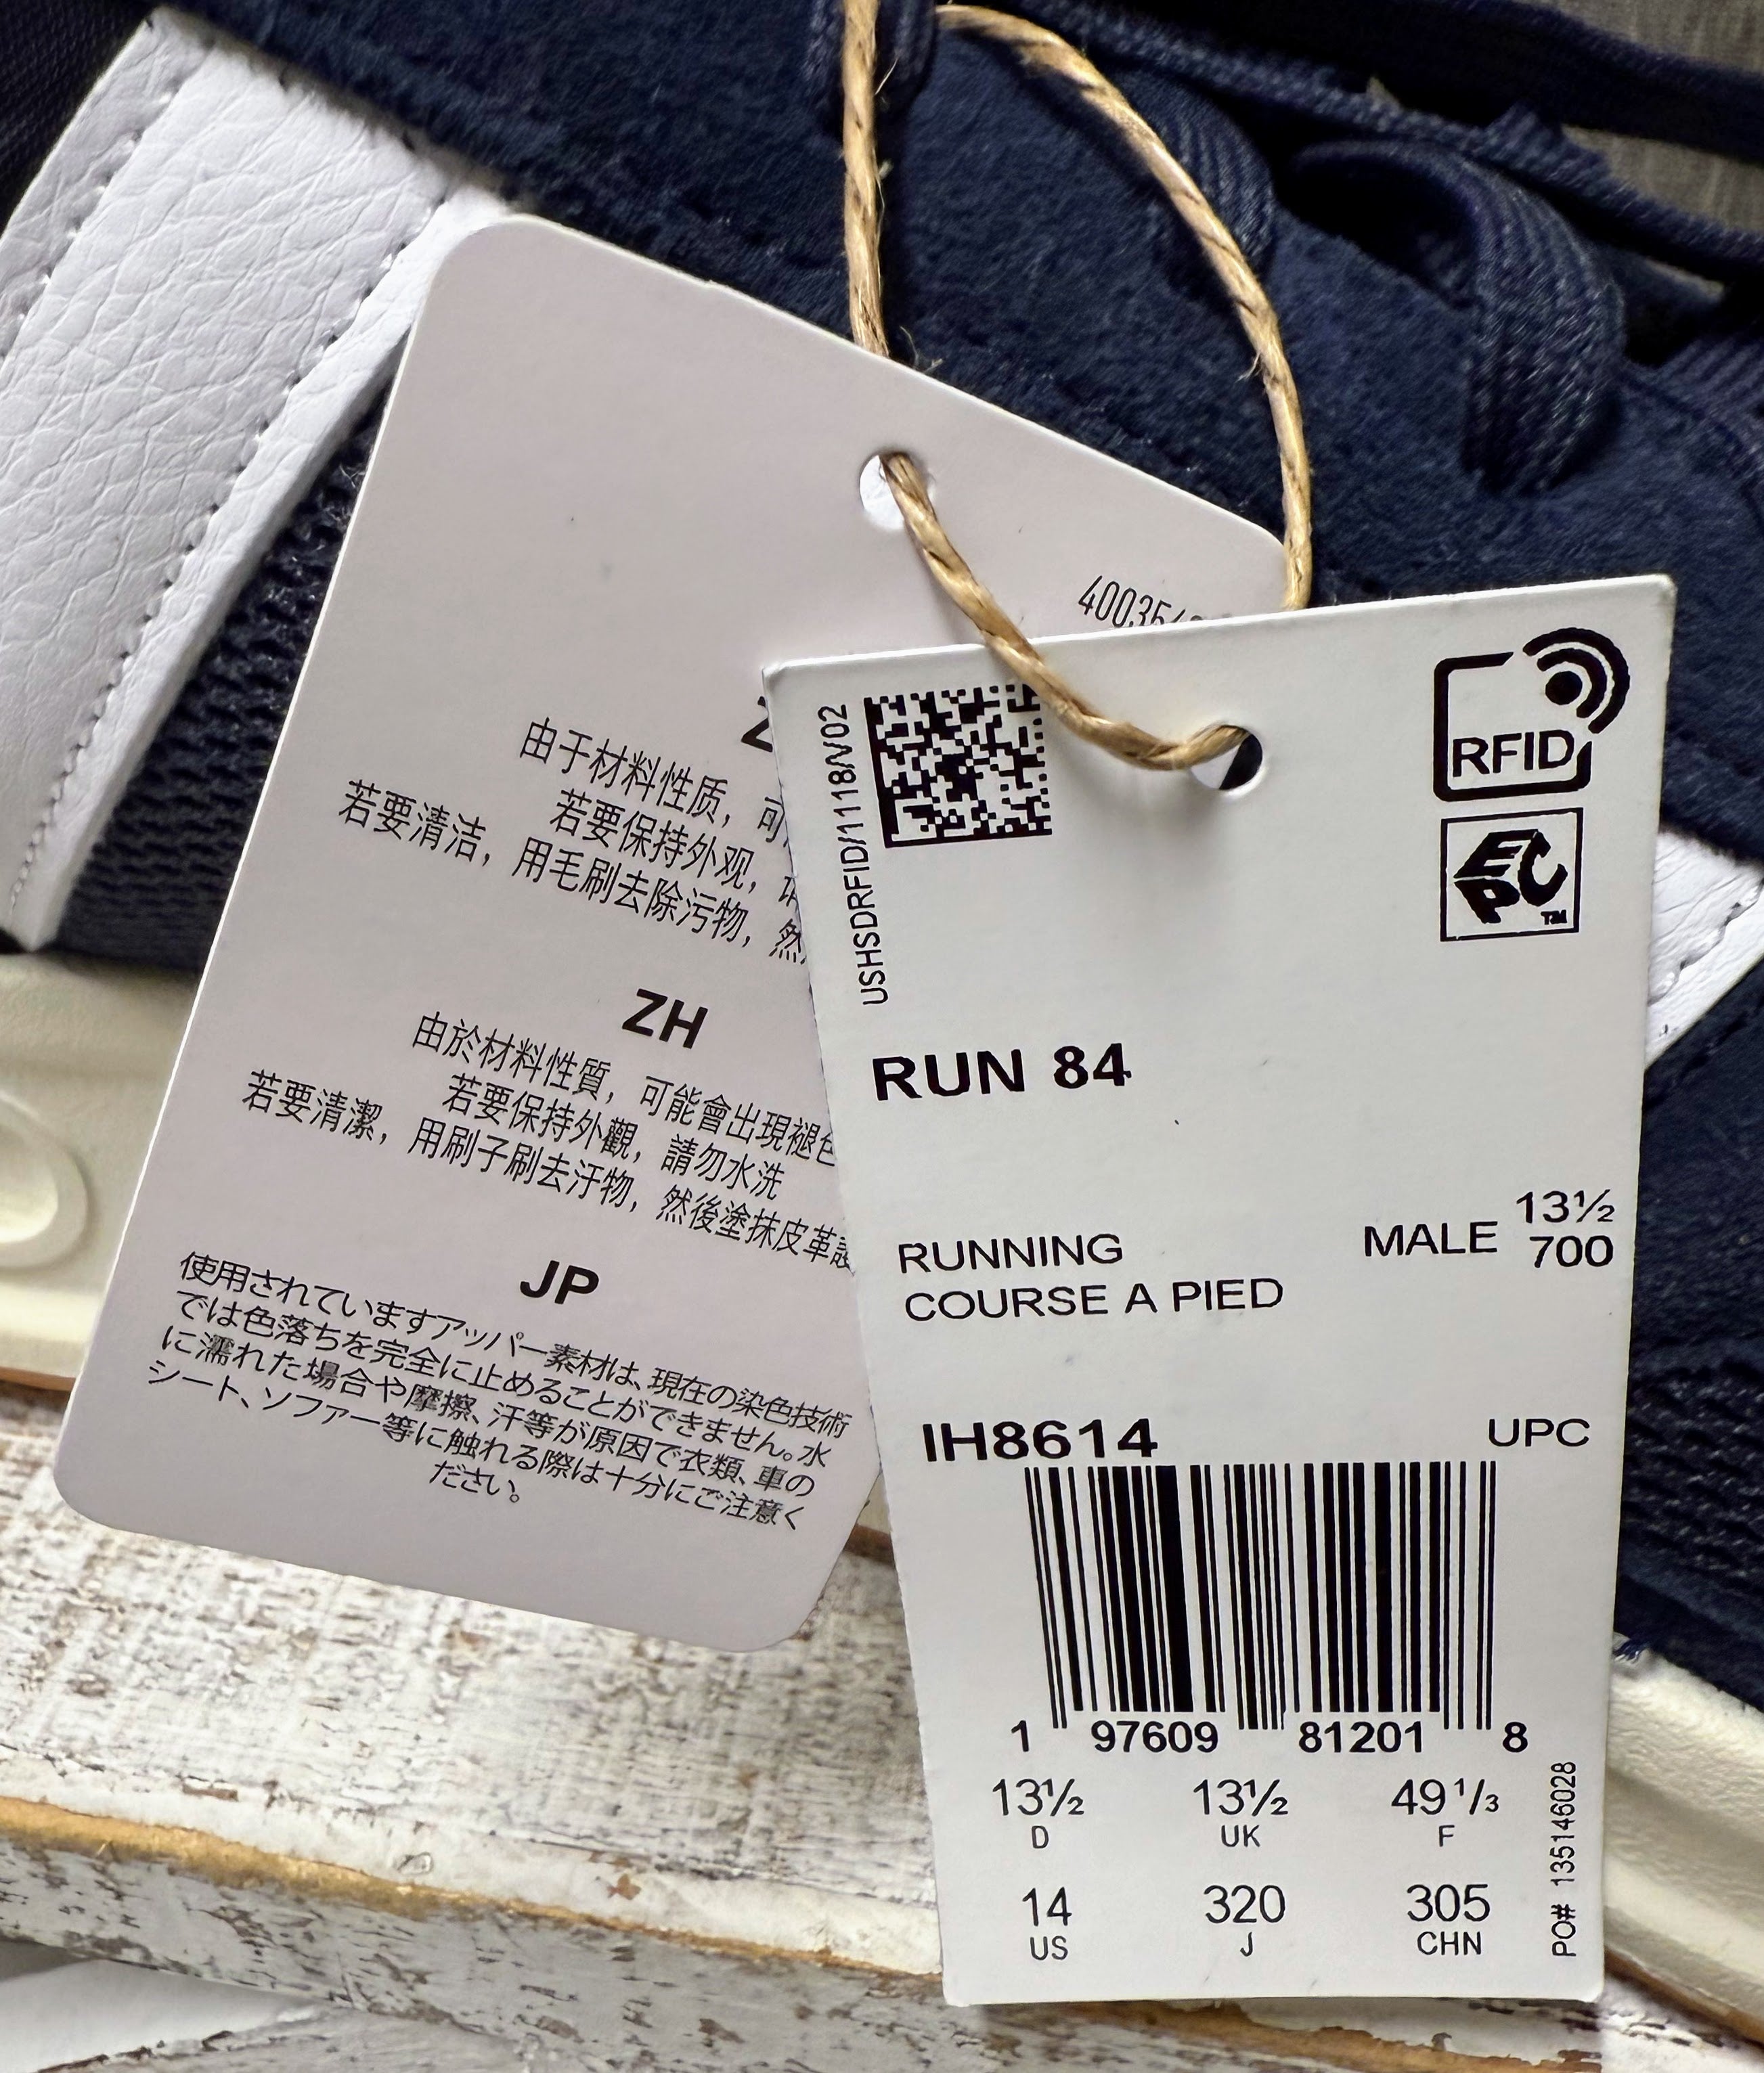 由于材料性质，
若要保持外观，
若要清洁，用毛刷去除污物，
ZH
由於材料性質，可能會出現褪色
若要保持外觀，請勿水洗
若要清潔，用刷子刷去汙物，然後塗抹皮革
JP
使用されていますアッパー素材は、現在の染色技術
では色落ちを完全に止めることができません。水
に濡れた場合や摩擦、汗等が原因で衣類、車の
シート、ソファー等に触れる際は十分にご注意く
ださい。
USHSDRFID/1118/V02
RFID
EPC TM
RUN 84
RUNNING
COURSE A PIED
MALE 13½
700
IH8614 UPC
1 97609 81201 8
13½ 13½ 49 1/3
D UK F
14 320 305
US J CHN
PO# 135146028